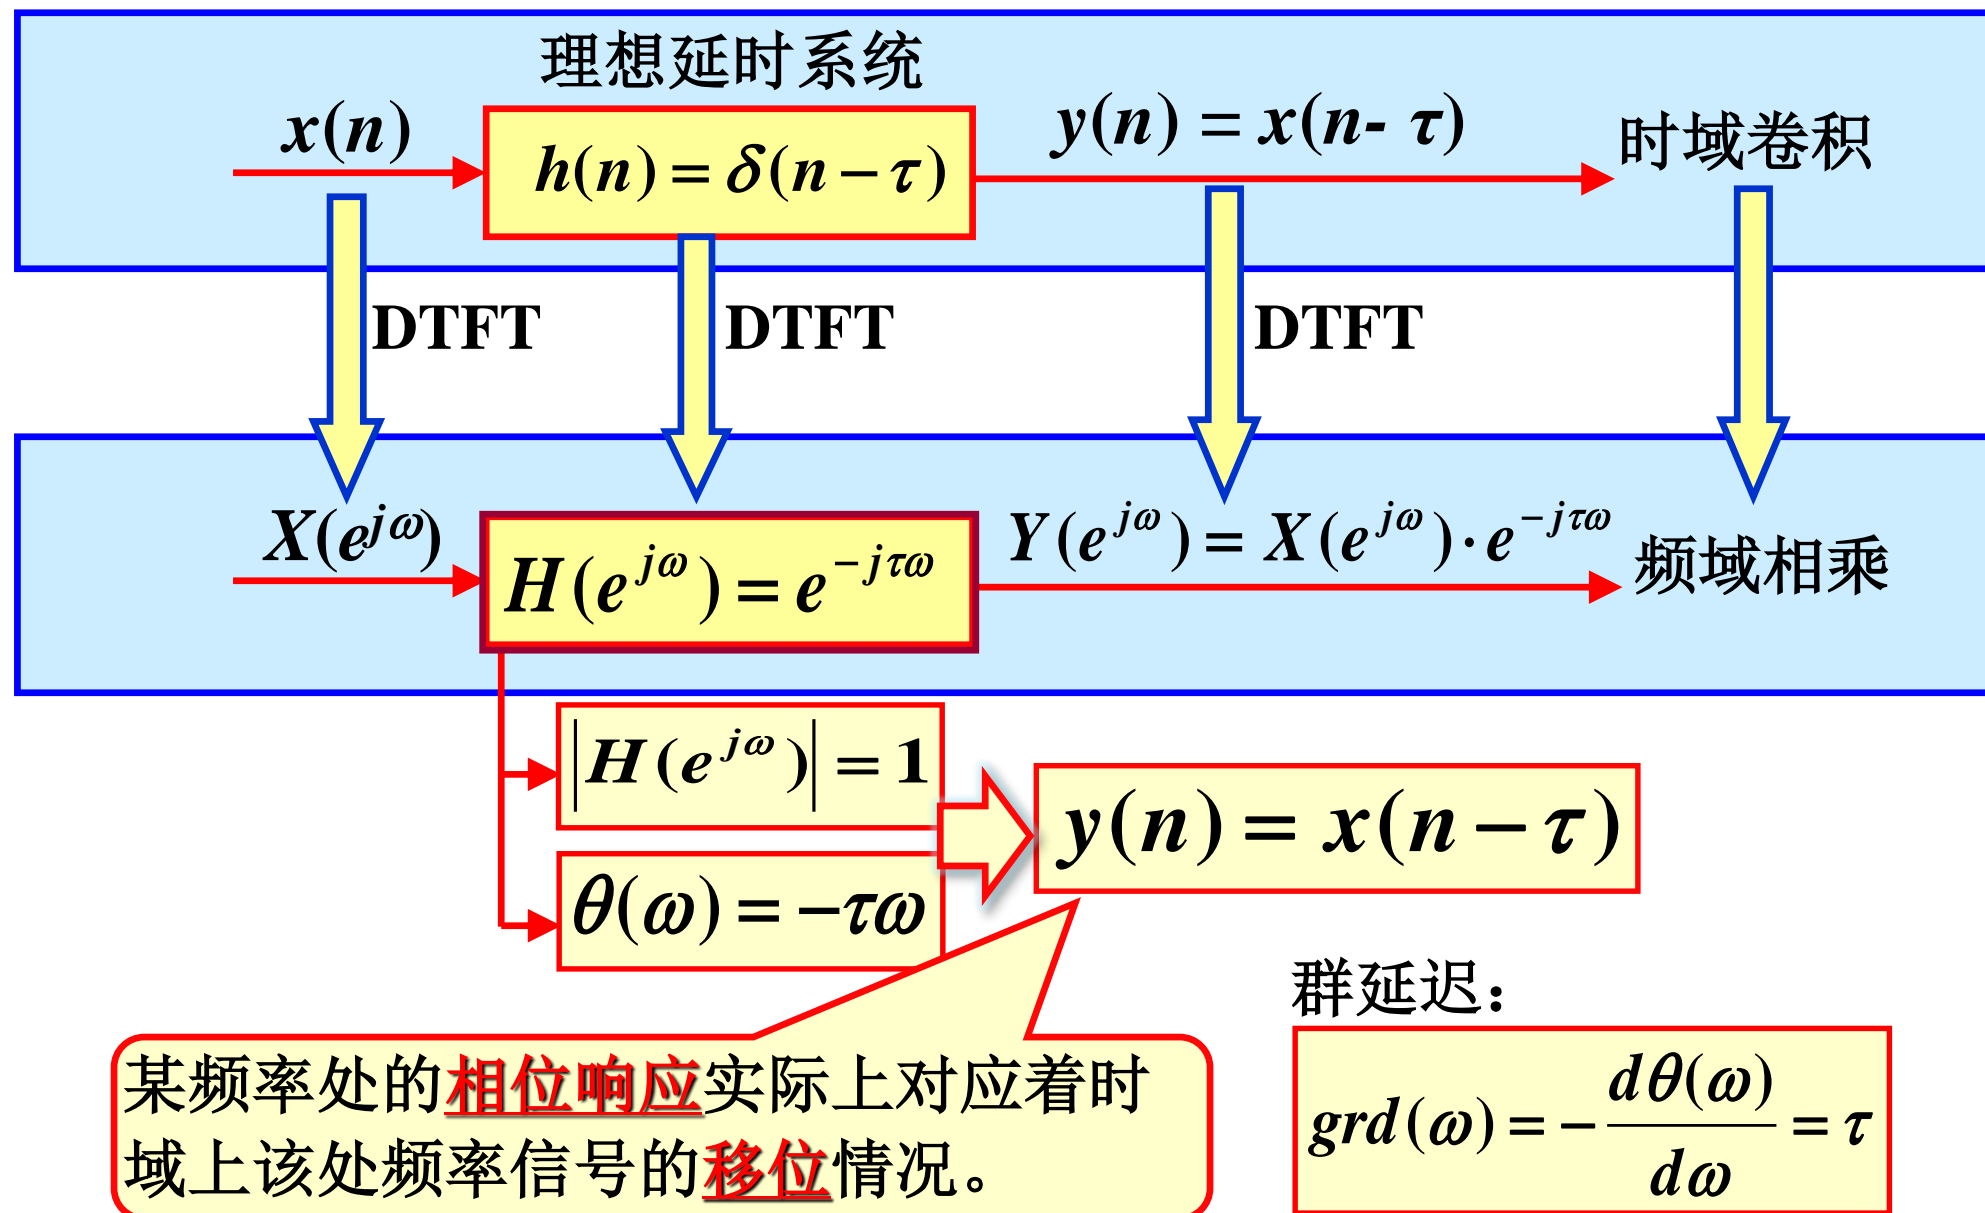 理想延时系统
x(n)
h(n) = δ(n − τ)
y(n) = x(n- τ)
时域卷积
DTFT
DTFT
DTFT
X(e^{jω})
H(e^{jω}) = e^{−jτω}
Y(e^{jω}) = X(e^{jω}) · e^{−jτω}
频域相乘
|H(e^{jω})| = 1
θ(ω) = −τω
y(n) = x(n − τ)
某频率处的相位响应实际上对应着时
域上该处频率信号的移位情况。
群延迟：
grd(ω) = − dθ(ω)/dω = τ